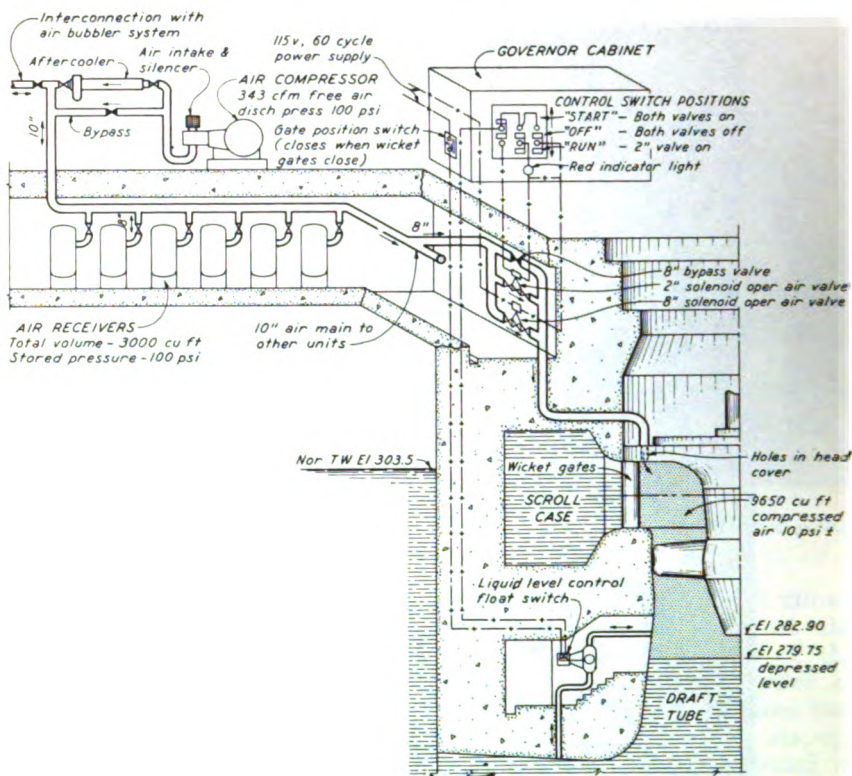 Interconnection with
air bubbler system
Aftercooler
Air intake &
silencer
115v, 60 cycle
power supply
GOVERNOR CABINET
AIR COMPRESSOR
343 cfm free air
disch press 100 psi
CONTROL SWITCH POSITIONS
"START" - Both valves on
"OFF" - Both valves off
"RUN" - 2" valve on
Bypass
10"
Gate position switch
(closes when wicket
gates close)
Red indicator light
8"
8"
8" bypass valve
2" solenoid oper air valve
8" solenoid oper air valve
AIR RECEIVERS
Total volume - 3000 cu ft
Stored pressure - 100 psi
10" air main to
other units
Nor TW El 303.5
Wicket gates
SCROLL
CASE
Holes in head
cover
9650 cu ft
compressed
air 10 psi ±
Liquid level control
float switch
El 282.90
El 279.75
depressed
level
DRAFT
TUBE